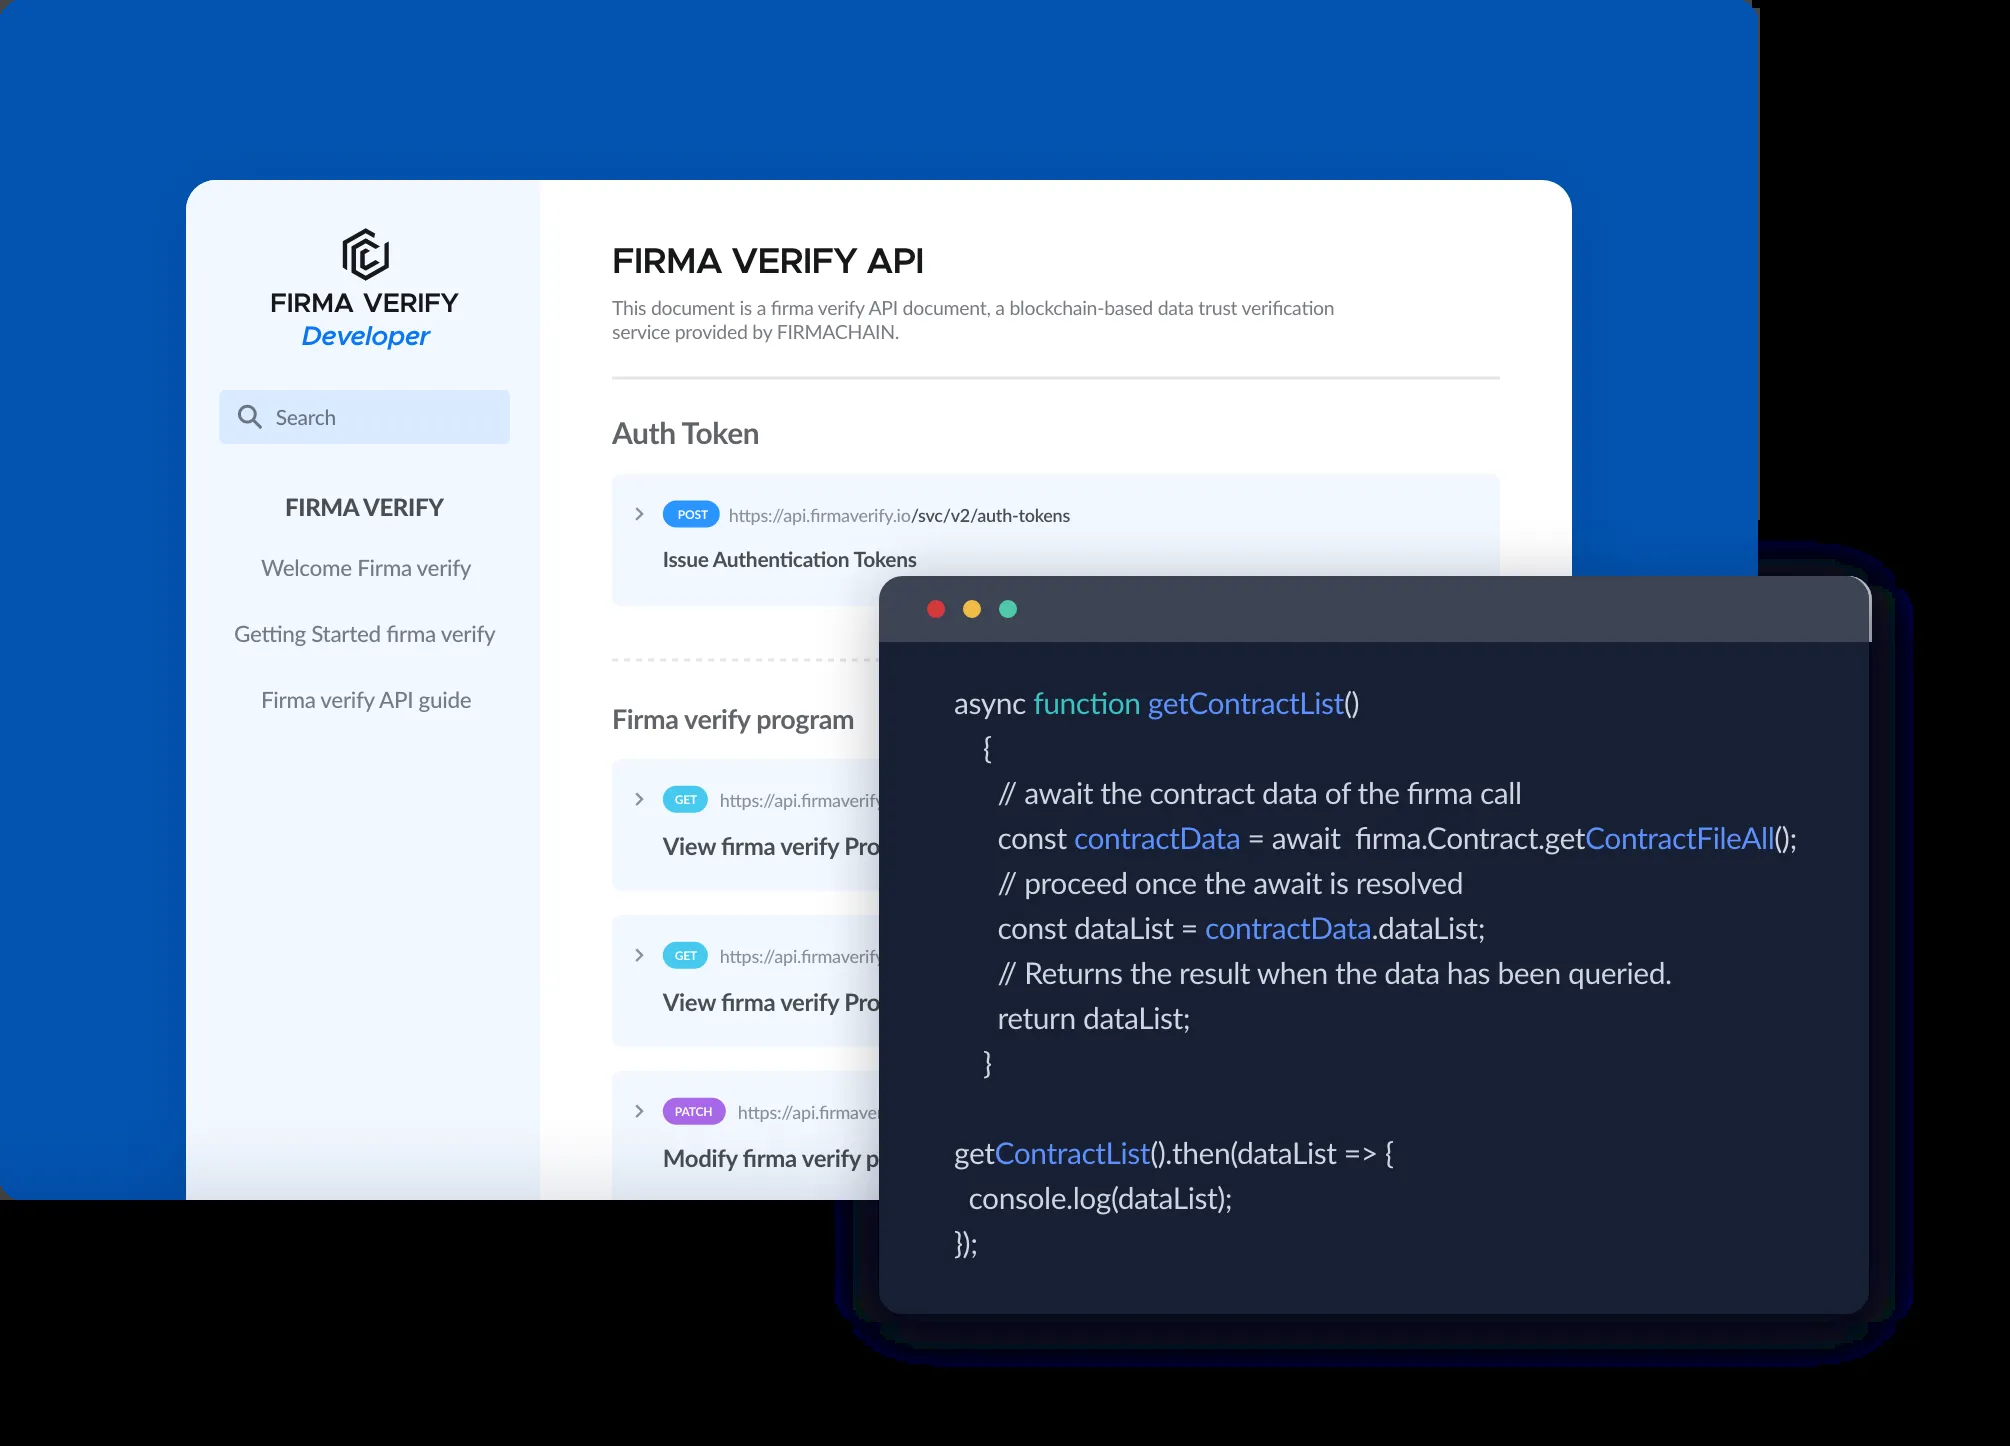 FIRMA VERIFY
Developer
Search
FIRMA VERIFY
Welcome Firma verify
Getting Started firma verify
Firma verify API guide
FIRMA VERIFY API
This document is a firma verify API document, a blockchain-based data trust verification
service provided by FIRMACHAIN.
Auth Token
POST https://api.firmaverify.io/svc/v2/auth-tokens
Issue Authentication Tokens
Firma verify program
GET https://api.firmaverify
View firma verify Pro
GET https://api.firmaverify
View firma verify Pro
PATCH https://api.firmaver
Modify firma verify p
async function getContractList()
{
// await the contract data of the firma call
const contractData = await firma.Contract.getContractFileAll();
// proceed once the await is resolved
const dataList = contractData.dataList;
// Returns the result when the data has been queried.
return dataList;
}
getContractList().then(dataList => {
console.log(dataList);
});